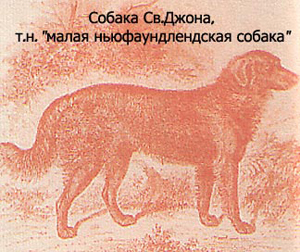 Собака Св.Джона,
т.н. "малая ньюфаундлендская собака"